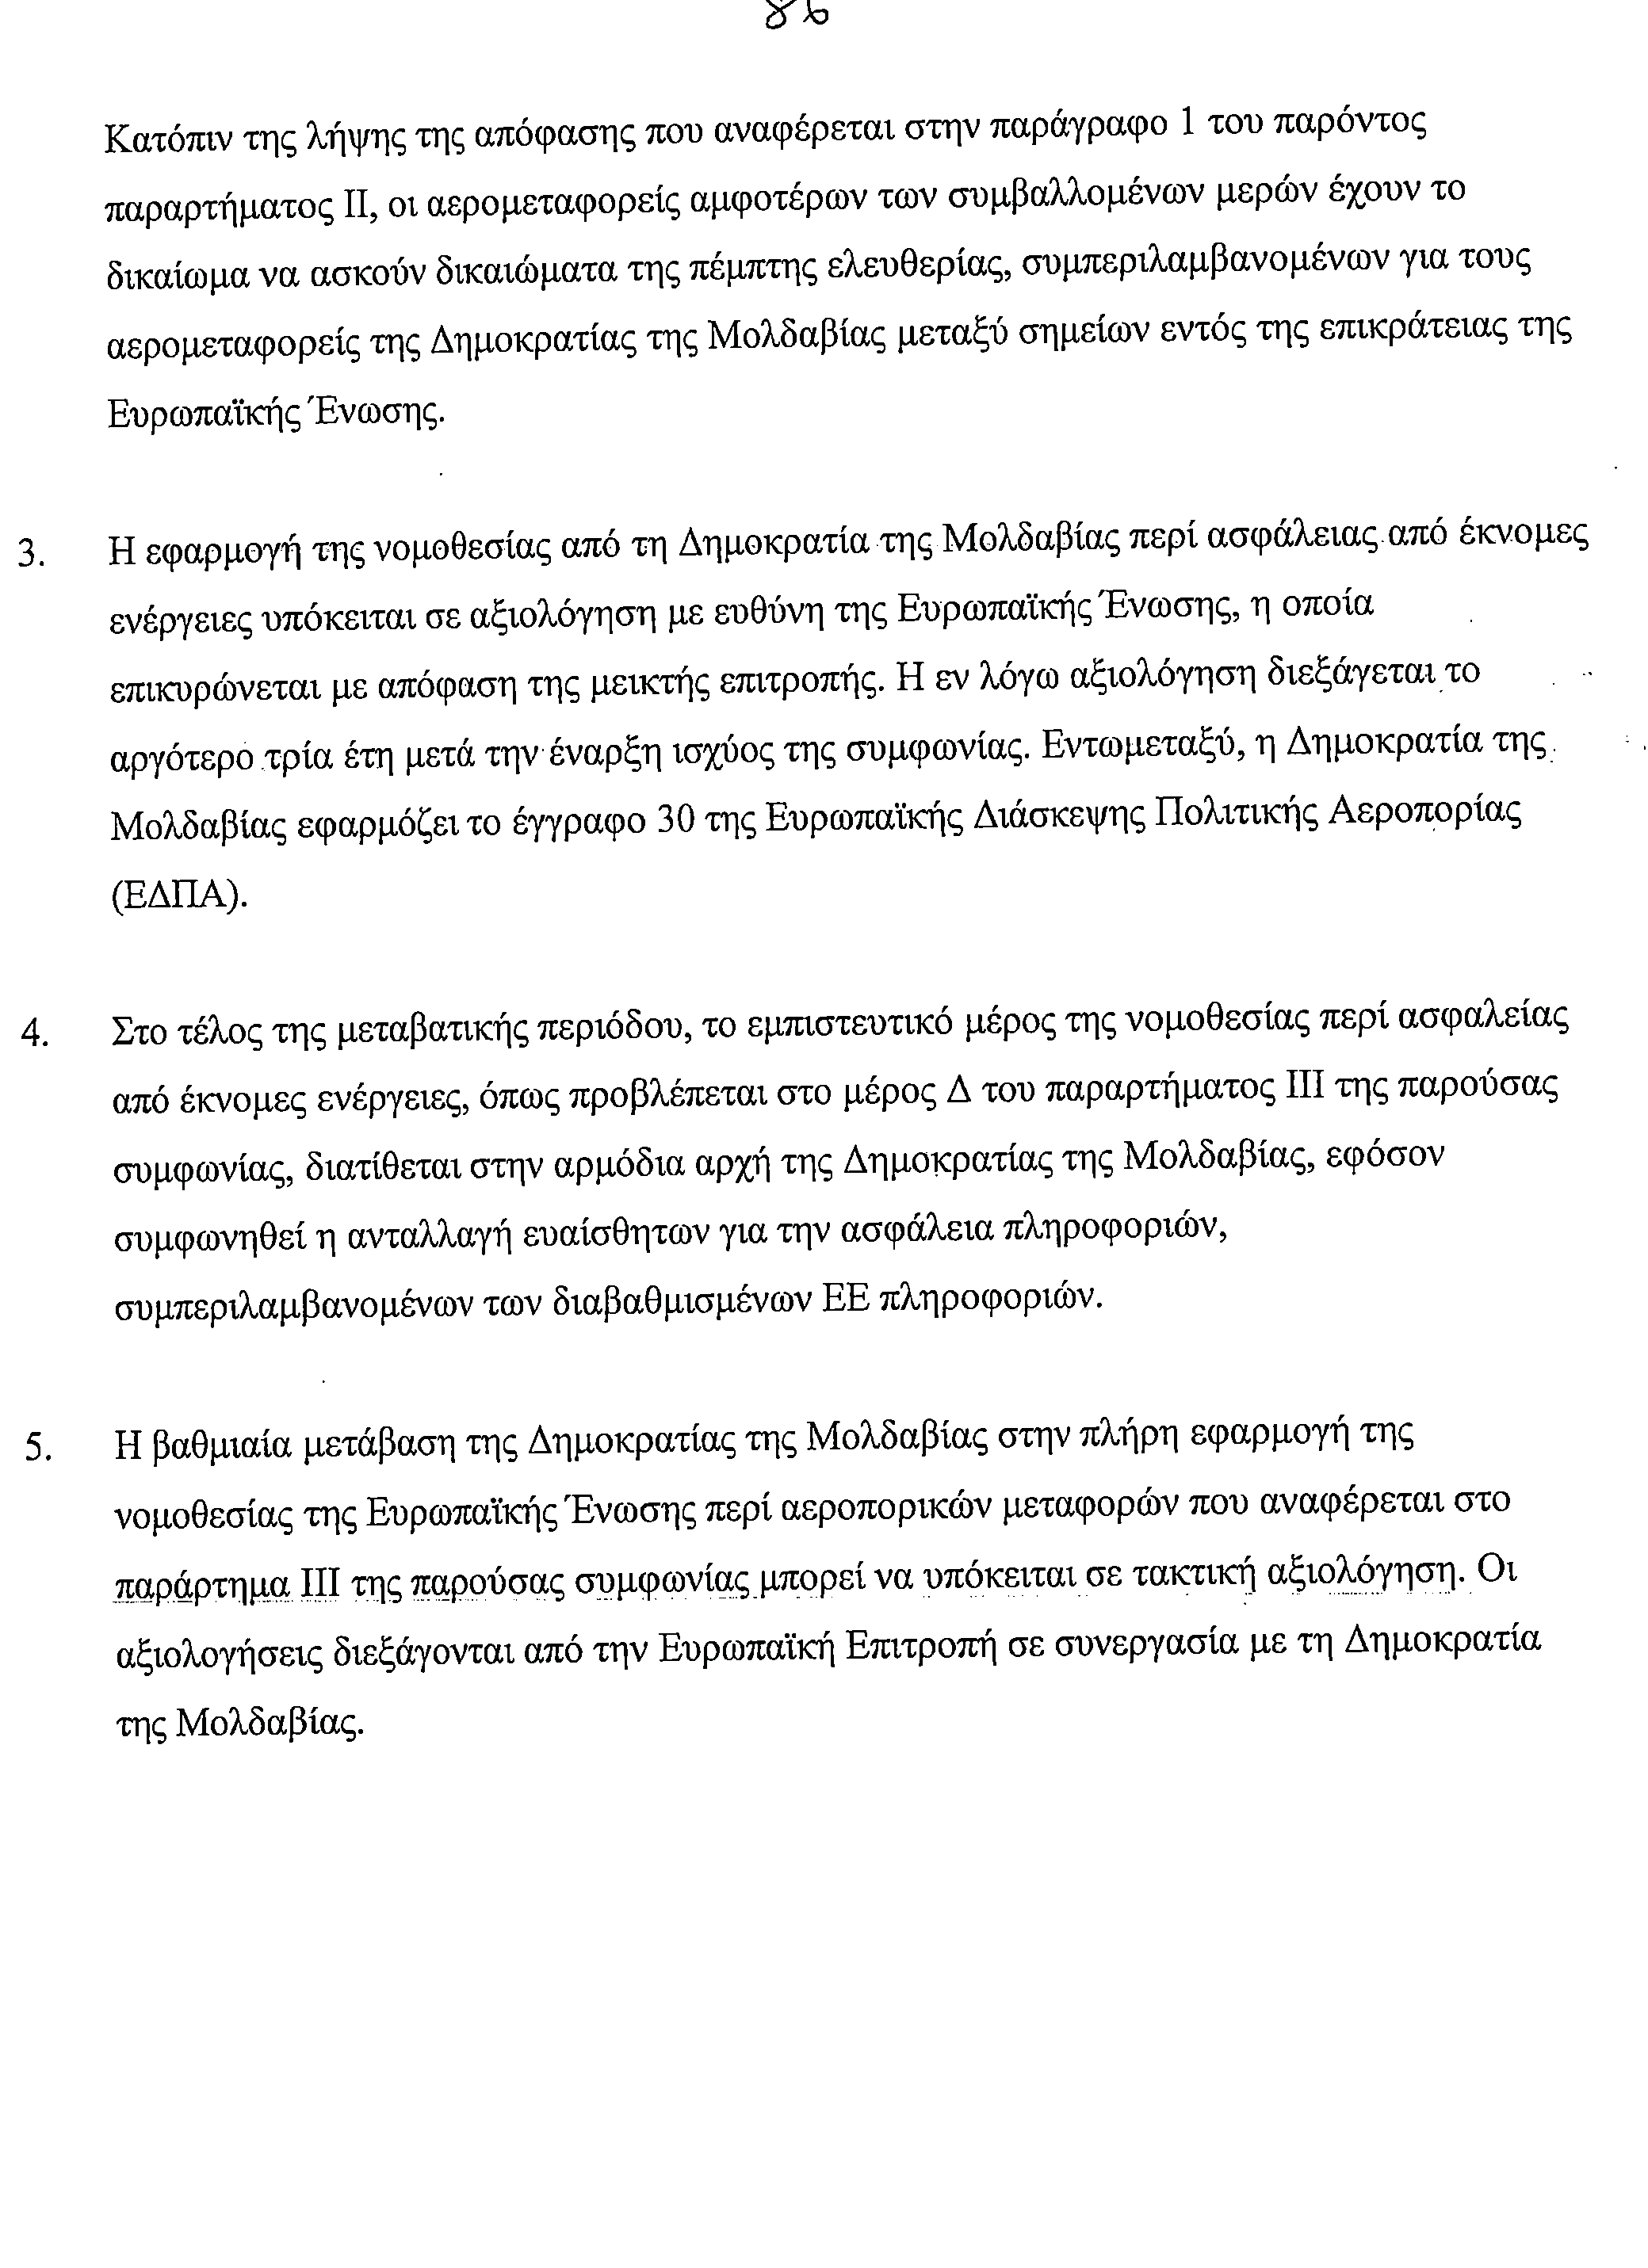 86
Κατόπιν της λήψης της απόφασης που αναφέρεται στην παράγραφο 1 του παρόντος
παραρτήματος II, οι αερομεταφορείς αμφοτέρων των συμβαλλομένων μερών έχουν το
δικαίωμα να ασκούν δικαιώματα της πέμπτης ελευθερίας, συμπεριλαμβανομένων για τους
αερομεταφορείς της Δημοκρατίας της Μολδαβίας μεταξύ σημείων εντός της επικράτειας της
Ευρωπαϊκής Ένωσης.
3. Η εφαρμογή της νομοθεσίας από τη Δημοκρατία της Μολδαβίας περί ασφάλειας από έκνομες
ενέργειες υπόκειται σε αξιολόγηση με ευθύνη της Ευρωπαϊκής Ένωσης, η οποία
επικυρώνεται με απόφαση της μεικτής επιτροπής. Η εν λόγω αξιολόγηση διεξάγεται το
αργότερο τρία έτη μετά την έναρξη ισχύος της συμφωνίας. Εντωμεταξύ, η Δημοκρατία της
Μολδαβίας εφαρμόζει το έγγραφο 30 της Ευρωπαϊκής Διάσκεψης Πολιτικής Αεροπορίας
(ΕΔΠΑ).
4. Στο τέλος της μεταβατικής περιόδου, το εμπιστευτικό μέρος της νομοθεσίας περί ασφαλείας
από έκνομες ενέργειες, όπως προβλέπεται στο μέρος Δ του παραρτήματος III της παρούσας
συμφωνίας, διατίθεται στην αρμόδια αρχή της Δημοκρατίας της Μολδαβίας, εφόσον
συμφωνηθεί η ανταλλαγή ευαίσθητων για την ασφάλεια πληροφοριών,
συμπεριλαμβανομένων των διαβαθμισμένων ΕΕ πληροφοριών.
5. Η βαθμιαία μετάβαση της Δημοκρατίας της Μολδαβίας στην πλήρη εφαρμογή της
νομοθεσίας της Ευρωπαϊκής Ένωσης περί αεροπορικών μεταφορών που αναφέρεται στο
παράρτημα III της παρούσας συμφωνίας μπορεί να υπόκειται σε τακτική αξιολόγηση. Οι
αξιολογήσεις διεξάγονται από την Ευρωπαϊκή Επιτροπή σε συνεργασία με τη Δημοκρατία
της Μολδαβίας.